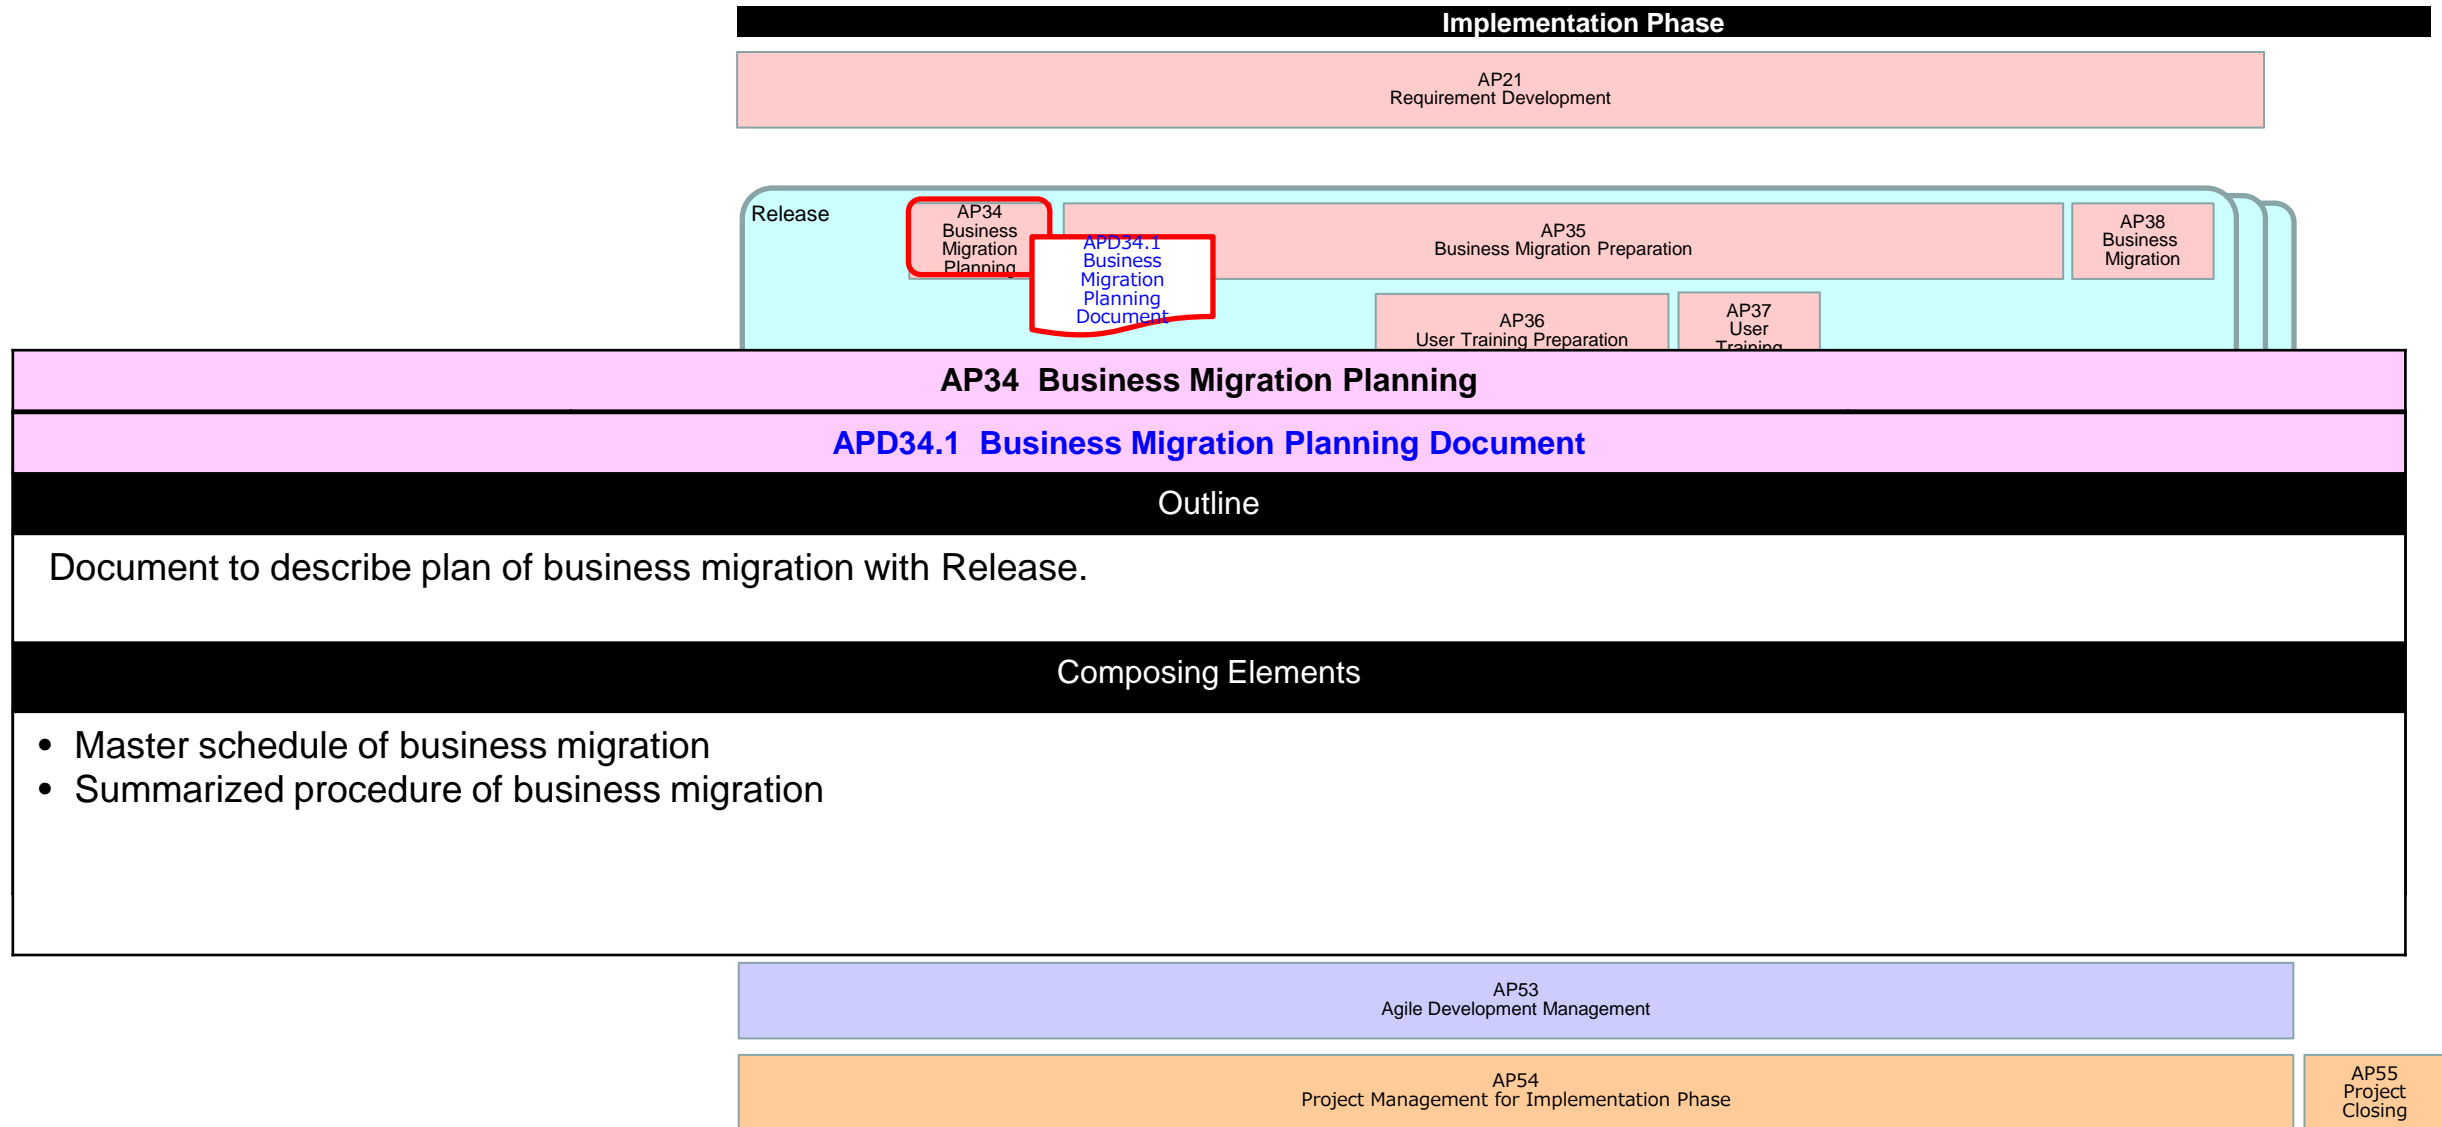 Implementation Phase
AP21
Requirement Development
Release
AP34
Business
Migration
Planning
APD34.1
Business
Migration
Planning
Document
AP35
Business Migration Preparation
AP38
Business
Migration
AP36
User Training Preparation
AP37
User
Training
AP34 Business Migration Planning
APD34.1 Business Migration Planning Document
Outline
Document to describe plan of business migration with Release.
Composing Elements
• Master schedule of business migration
• Summarized procedure of business migration
AP53
Agile Development Management
AP54
Project Management for Implementation Phase
AP55
Project
Closing